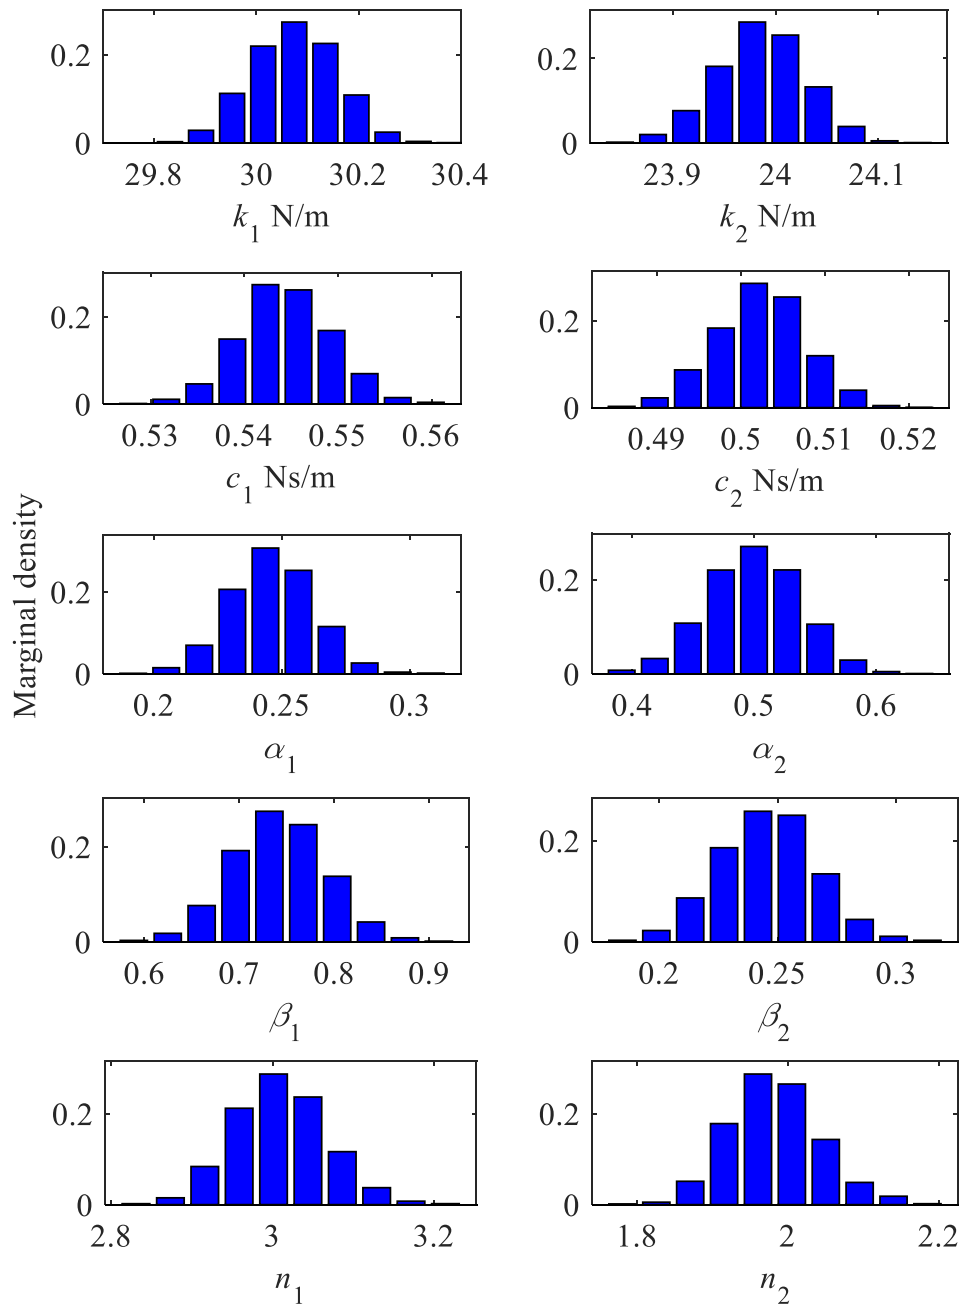 0.2
0
29.8 30 30.2 30.4
k1 N/m
0.2
0
23.9 24 24.1
k2 N/m
0.2
0
0.53 0.54 0.55 0.56
c1 Ns/m
0.2
0
0.49 0.5 0.51 0.52
c2 Ns/m
Marginal density
0.2
0
0.2 0.25 0.3
α1
0.2
0
0.4 0.5 0.6
α2
0.2
0
0.6 0.7 0.8 0.9
β1
0.2
0
0.2 0.25 0.3
β2
0.2
0
2.8 3 3.2
n1
0.2
0
1.8 2 2.2
n2